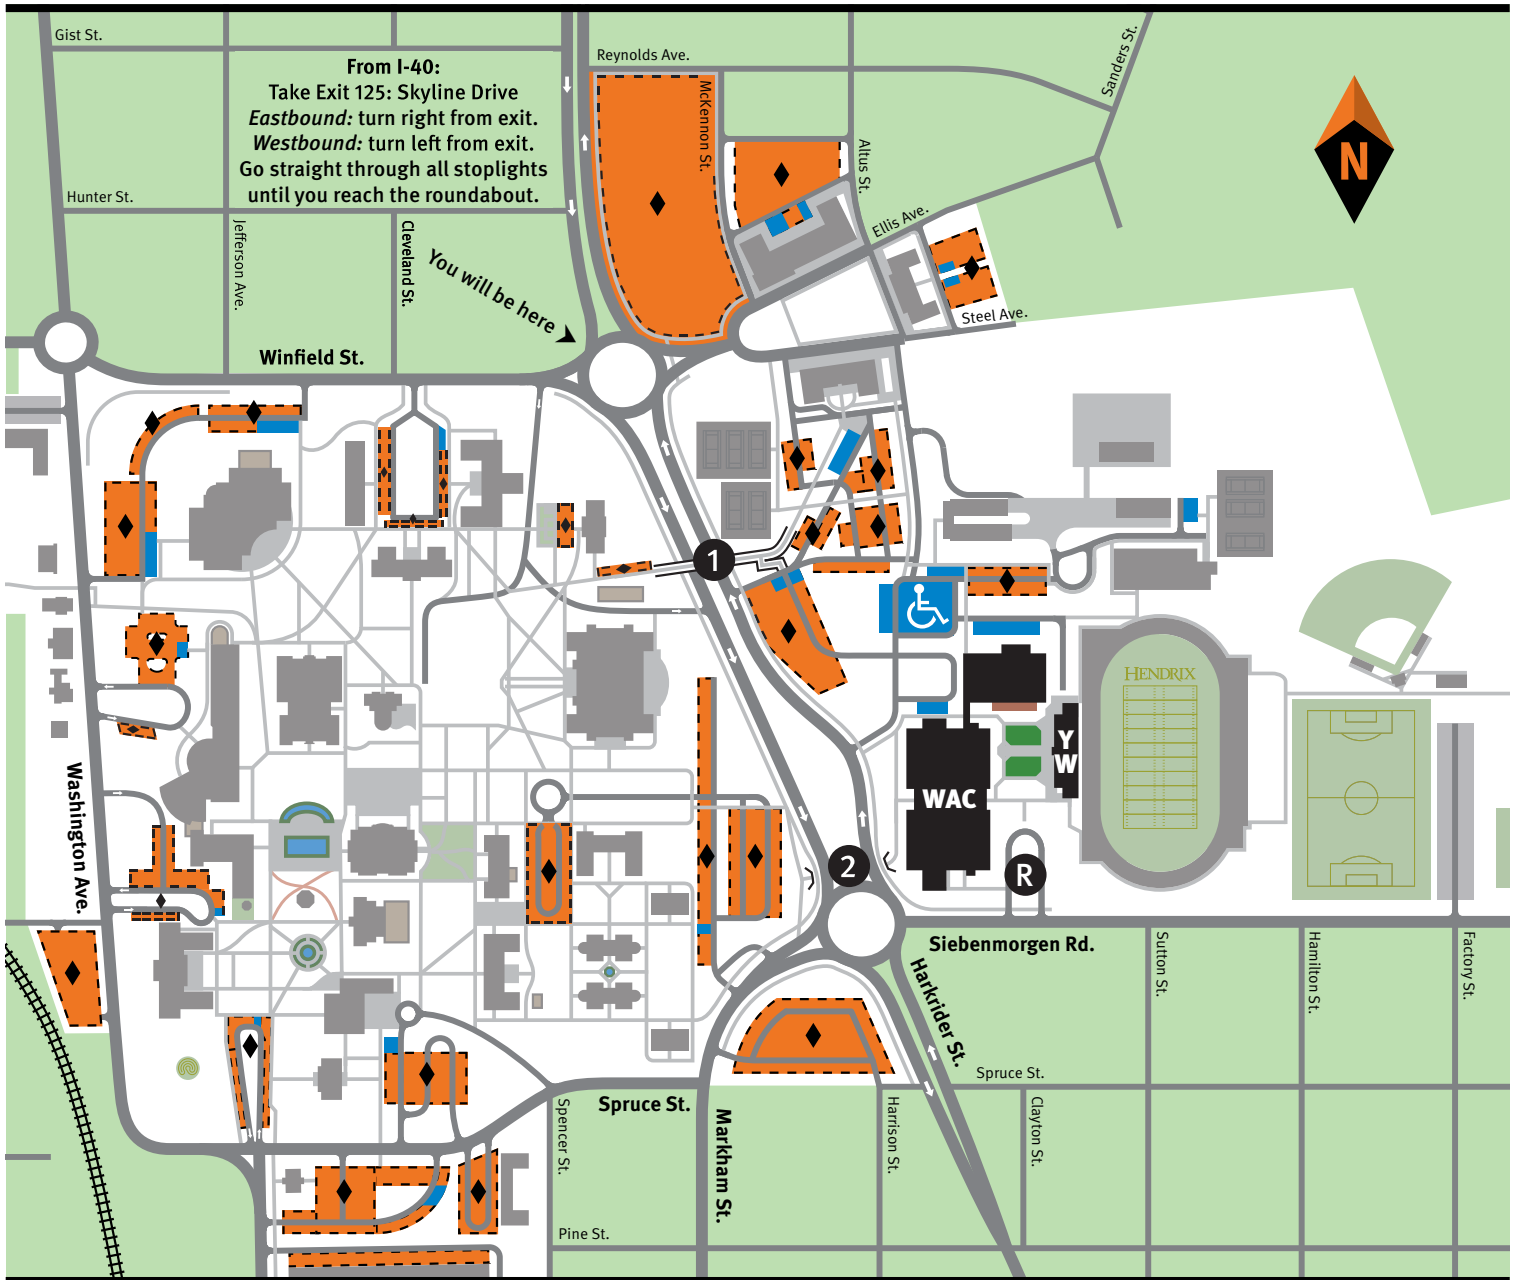 Gist St.
Reynolds Ave.
Sanders St.
From I-40:
Take Exit 125: Skyline Drive
Eastbound: turn right from exit.
Westbound: turn left from exit.
Go straight through all stoplights
until you reach the roundabout.
McKennon St.
Altus St.
N
Hunter St.
Jefferson Ave.
Cleveland St.
Ellis Ave.
You will be here
Steel Ave.
Winfield St.
1
HENDRIX
Y
W
WAC
Washington Ave.
2
R
Siebenmorgen Rd.
Harkrider St.
Sutton St.
Hamilton St.
Factory St.
Spruce St.
Spruce St.
Spencer St.
Markham St.
Harrison St.
Clayton St.
Pine St.